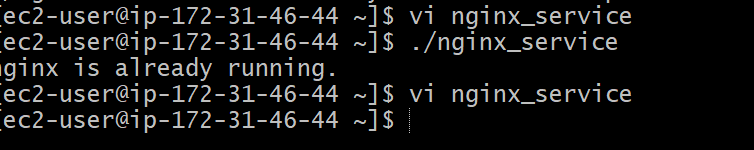 [ec2-user@ip-172-31-46-44 ~]$ vi nginx_service
[ec2-user@ip-172-31-46-44 ~]$ ./nginx_service
nginx is already running.
[ec2-user@ip-172-31-46-44 ~]$ vi nginx_service
[ec2-user@ip-172-31-46-44 ~]$